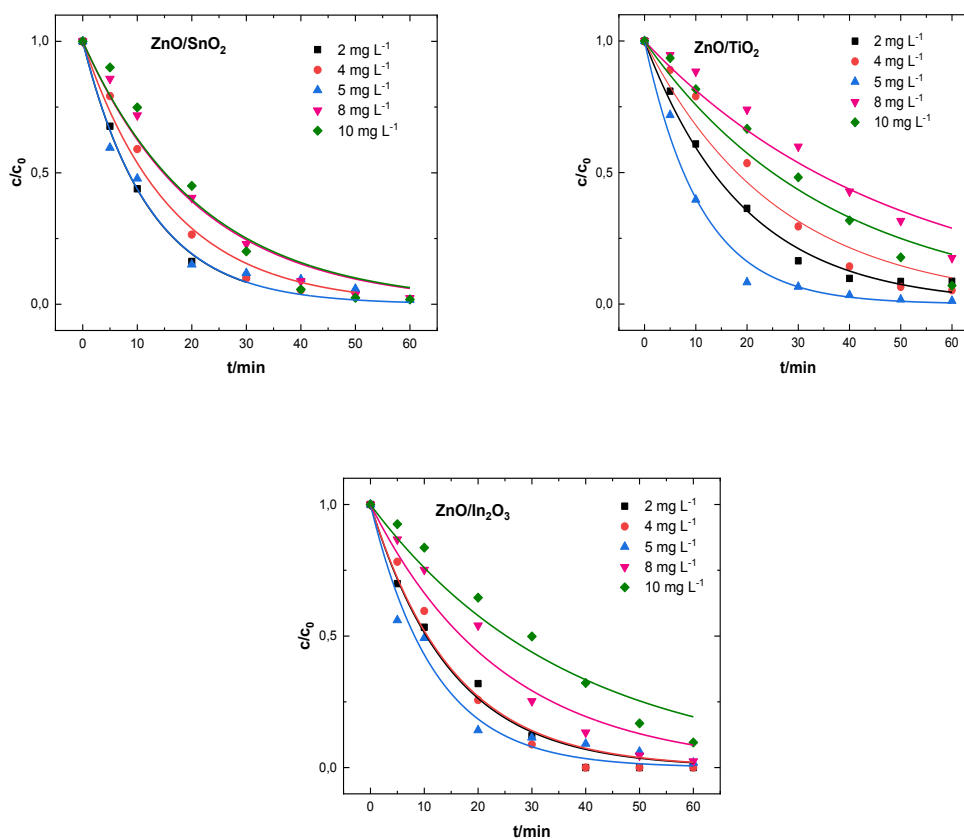 ZnO/SnO₂
2 mg L⁻¹
4 mg L⁻¹
5 mg L⁻¹
8 mg L⁻¹
10 mg L⁻¹
1,0
0,5
0,0
c/c₀
0 10 20 30 40 50 60
t/min
ZnO/TiO₂
2 mg L⁻¹
4 mg L⁻¹
5 mg L⁻¹
8 mg L⁻¹
10 mg L⁻¹
1,0
0,5
0,0
c/c₀
0 10 20 30 40 50 60
t/min
ZnO/In₂O₃
2 mg L⁻¹
4 mg L⁻¹
5 mg L⁻¹
8 mg L⁻¹
10 mg L⁻¹
1,0
0,5
0,0
c/c₀
0 10 20 30 40 50 60
t/min